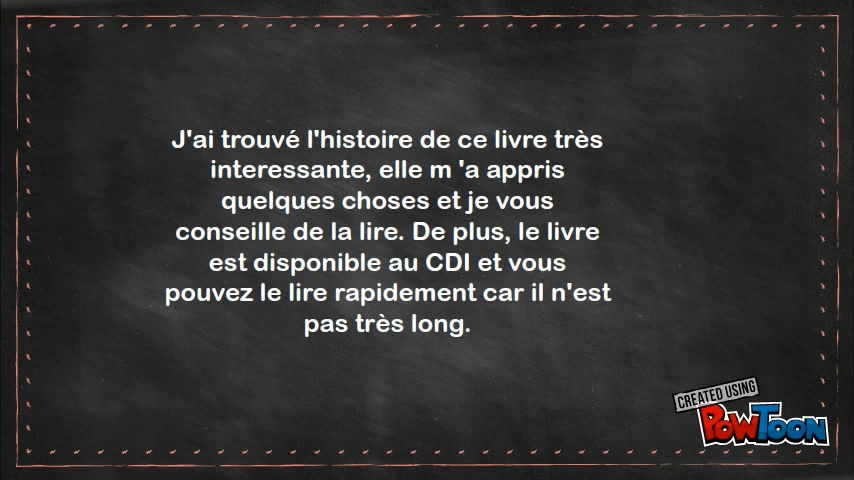 J'ai trouvé l'histoire de ce livre très
interessante, elle m 'a appris
quelques choses et je vous
conseille de la lire. De plus, le livre
est disponible au CDI et vous
pouvez le lire rapidement car il n'est
pas très long.
CREATED USING
POWTOON